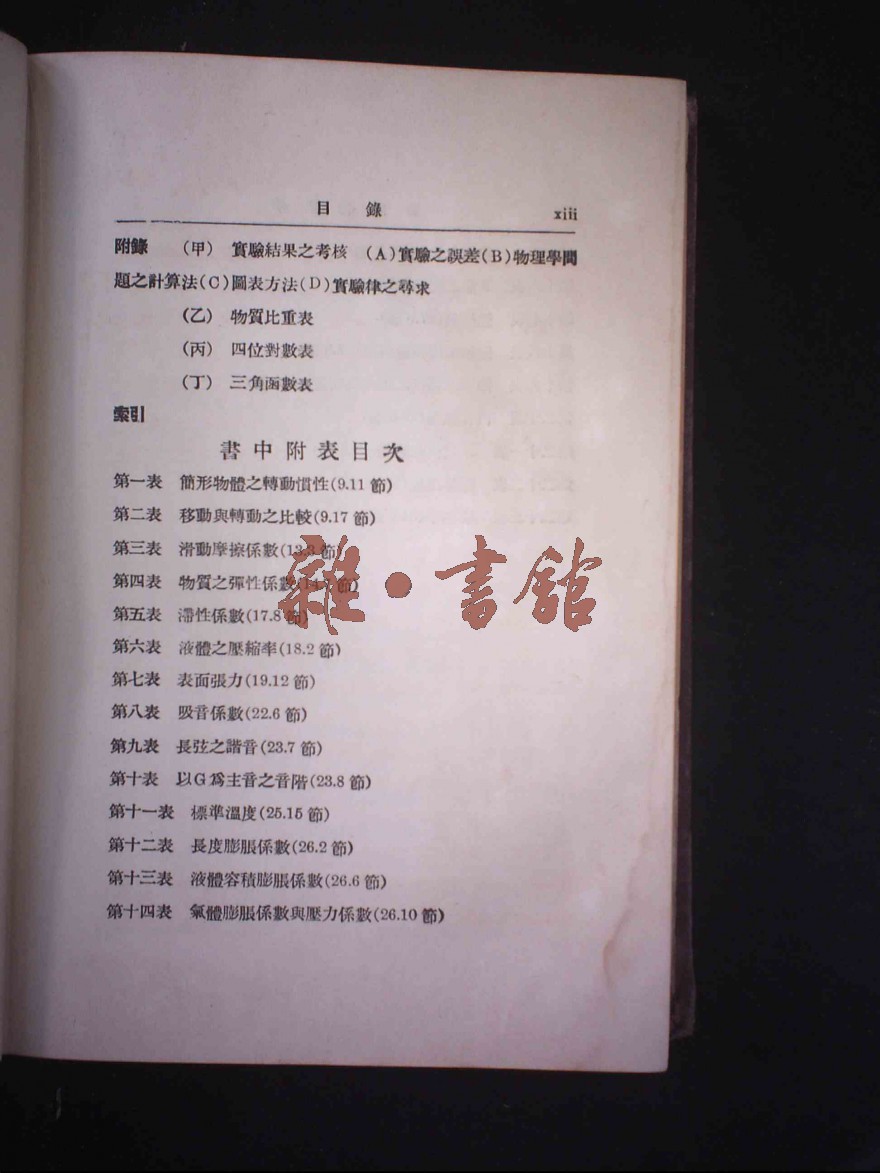 目錄 xiii
附錄 (甲) 實驗結果之考核 (A)實驗之誤差(B)物理學問
題之計算法(C)圖表方法(D)實驗律之尋求
(乙) 物質比重表
(丙) 四位對數表
(丁) 三角函數表
索引
書中附表目次
第一表 簡形物體之轉動慣性(9.11節)
第二表 移動與轉動之比較(9.17節)
第三表 滑動摩擦係數(13.3節)
第四表 物質之彈性係數(14.節)
第五表 滯性係數(17.8節)
第六表 液體之壓縮率(18.2節)
第七表 表面張力(19.12節)
第八表 吸音係數(22.6節)
第九表 長弦之諧音(23.7節)
第十表 以G爲主音之音階(23.8節)
第十一表 標準溫度(25.15節)
第十二表 長度膨脹係數(26.2節)
第十三表 液體容積膨脹係數(26.6節)
第十四表 氣體膨脹係數與壓力係數(26.10節)
雜·書館